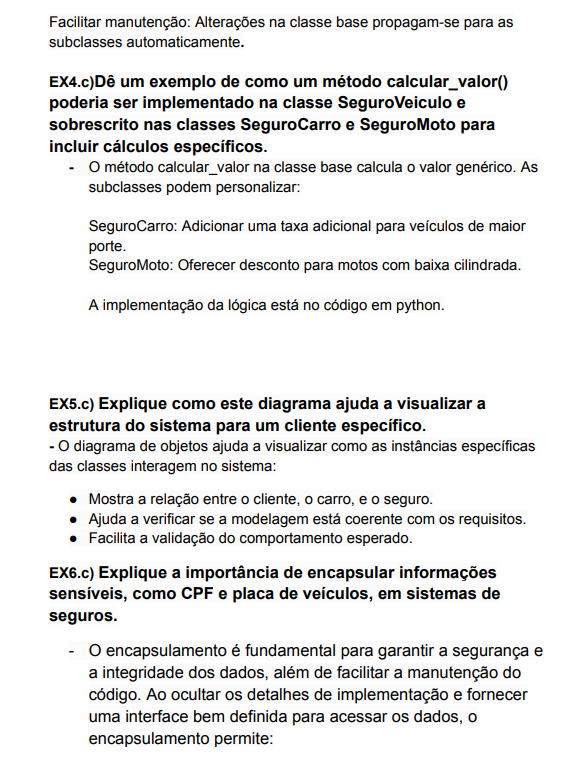 Facilitar manutenção: Alterações na classe base propagam-se para as
subclasses automaticamente.
EX4.c)Dê um exemplo de como um método calcular_valor()
poderia ser implementado na classe SeguroVeiculo e
sobrescrito nas classes SeguroCarro e SeguroMoto para
incluir cálculos específicos.
- O método calcular_valor na classe base calcula o valor genérico. As
subclasses podem personalizar:
SeguroCarro: Adicionar uma taxa adicional para veículos de maior
porte.
SeguroMoto: Oferecer desconto para motos com baixa cilindrada.
A implementação da lógica está no código em python.
EX5.c) Explique como este diagrama ajuda a visualizar a
estrutura do sistema para um cliente específico.
- O diagrama de objetos ajuda a visualizar como as instâncias específicas
das classes interagem no sistema:
● Mostra a relação entre o cliente, o carro, e o seguro.
● Ajuda a verificar se a modelagem está coerente com os requisitos.
● Facilita a validação do comportamento esperado.
EX6.c) Explique a importância de encapsular informações
sensíveis, como CPF e placa de veículos, em sistemas de
seguros.
- O encapsulamento é fundamental para garantir a segurança e
a integridade dos dados, além de facilitar a manutenção do
código. Ao ocultar os detalhes de implementação e fornecer
uma interface bem definida para acessar os dados, o
encapsulamento permite: